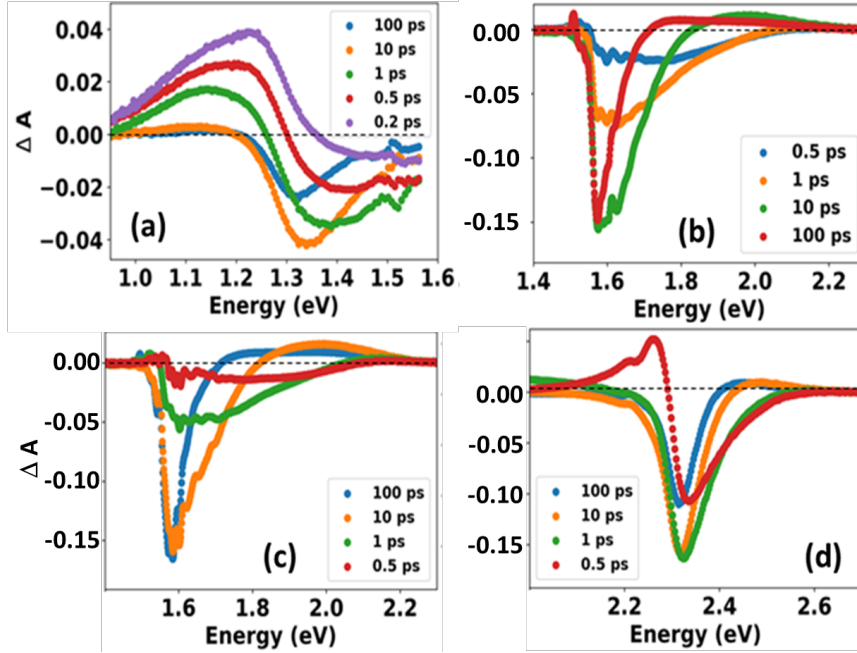 0.04
0.02
0.00
−0.02
−0.04
Δ A
100 ps
10 ps
1 ps
0.5 ps
0.2 ps
(a)
1.0 1.1 1.2 1.3 1.4 1.5 1.6
Energy (eV)
0.00
-0.05
-0.10
-0.15
0.5 ps
1 ps
10 ps
100 ps
(b)
1.4 1.6 1.8 2.0 2.2
Energy (eV)
0.00
-0.05
-0.10
-0.15
Δ A
100 ps
10 ps
1 ps
0.5 ps
(c)
1.6 1.8 2.0 2.2
Energy (eV)
0.00
-0.05
-0.10
-0.15
100 ps
10 ps
1 ps
0.5 ps
(d)
2.2 2.4 2.6
Energy (eV)